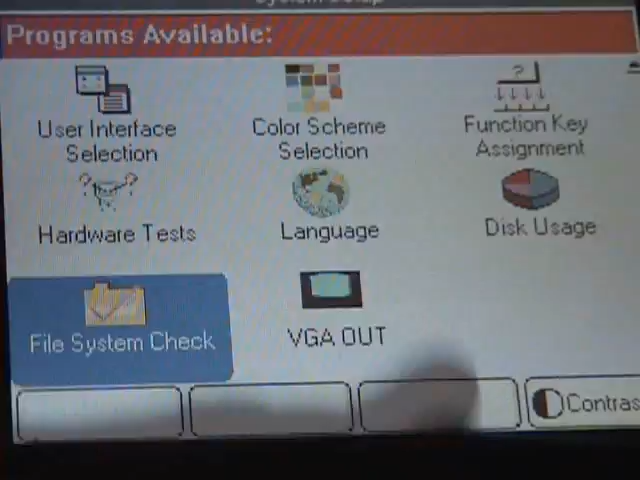 Programs Available:
User Interface
Selection
Color Scheme
Selection
Function Key
Assignment
Hardware Tests
Language
Disk Usage
File System Check
VGA OUT
Contras